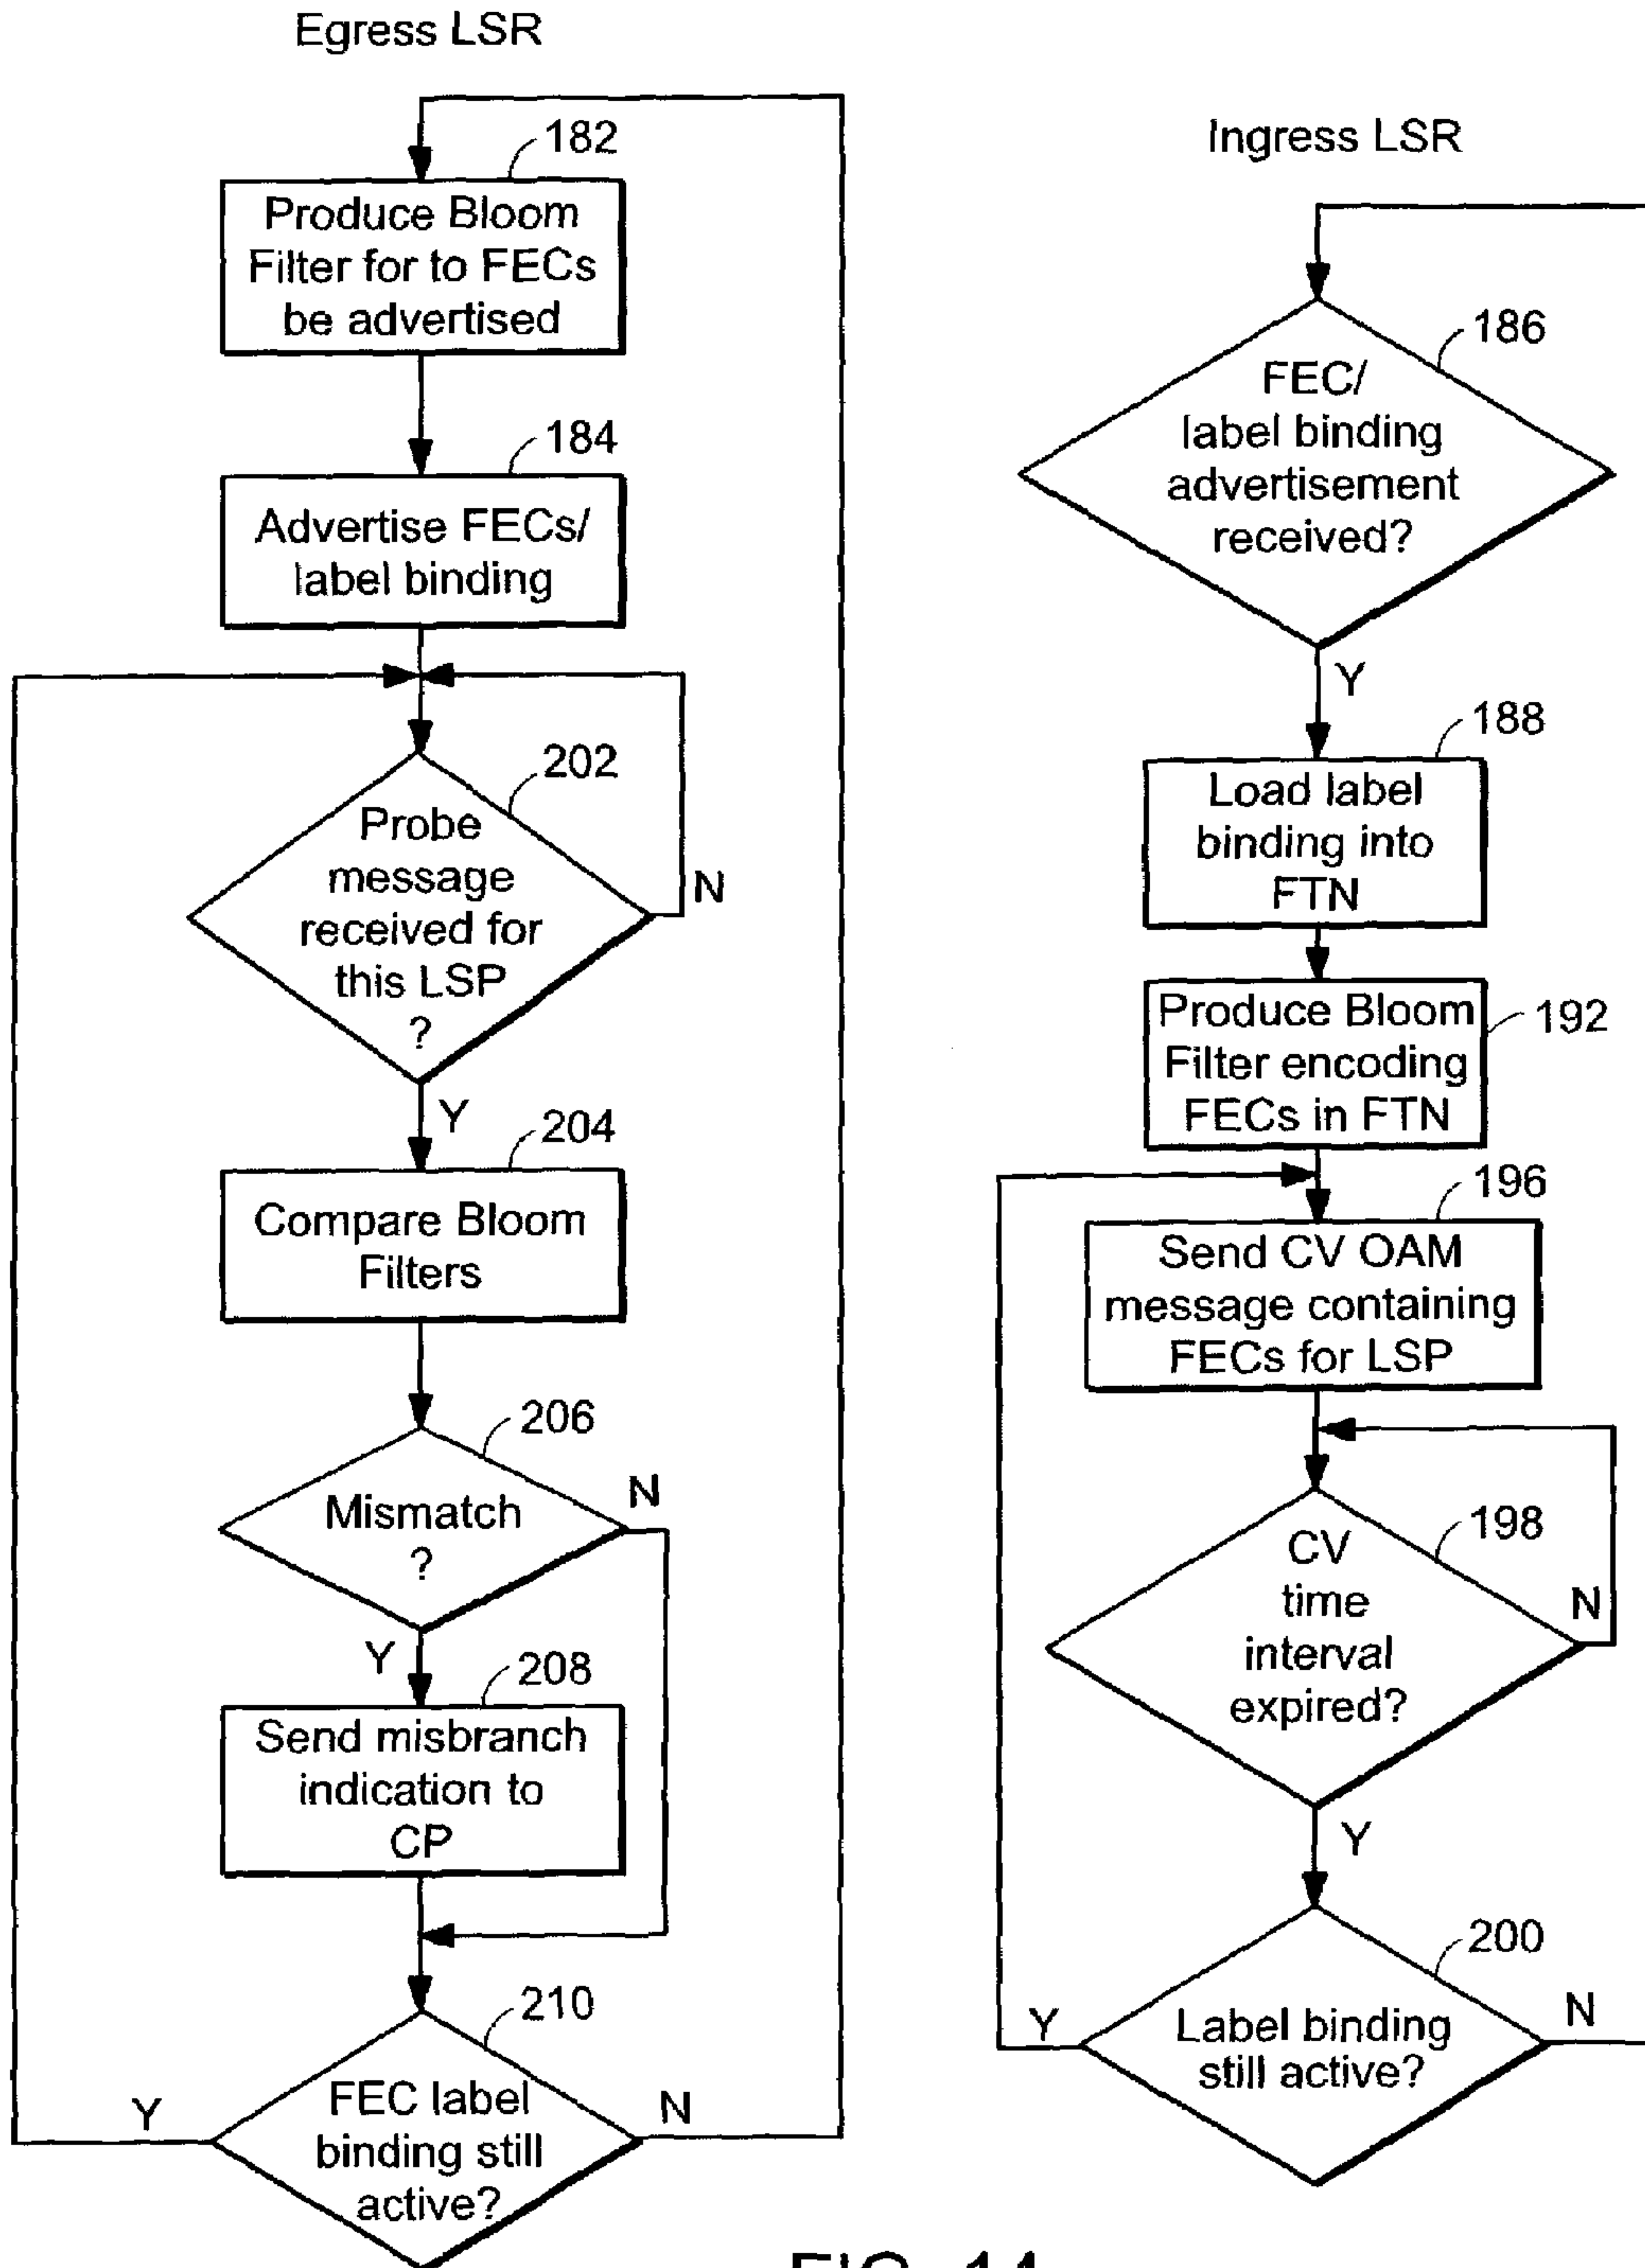 Egress LSR
182
Produce Bloom
Filter for to FECs
be advertised
184
Advertise FECs/
label binding
202
Probe
message
received for
this LSP
?
N
Y
204
Compare Bloom
Filters
206
Mismatch
?
N
Y
208
Send misbranch
indication to
CP
210
FEC label
binding still
active?
Y
N
Ingress LSR
186
FEC/
label binding
advertisement
received?
Y
188
Load label
binding into
FTN
192
Produce Bloom
Filter encoding
FECs in FTN
196
Send CV OAM
message containing
FECs for LSP
198
CV
time
interval
expired?
N
Y
200
Label binding
still active?
Y
N